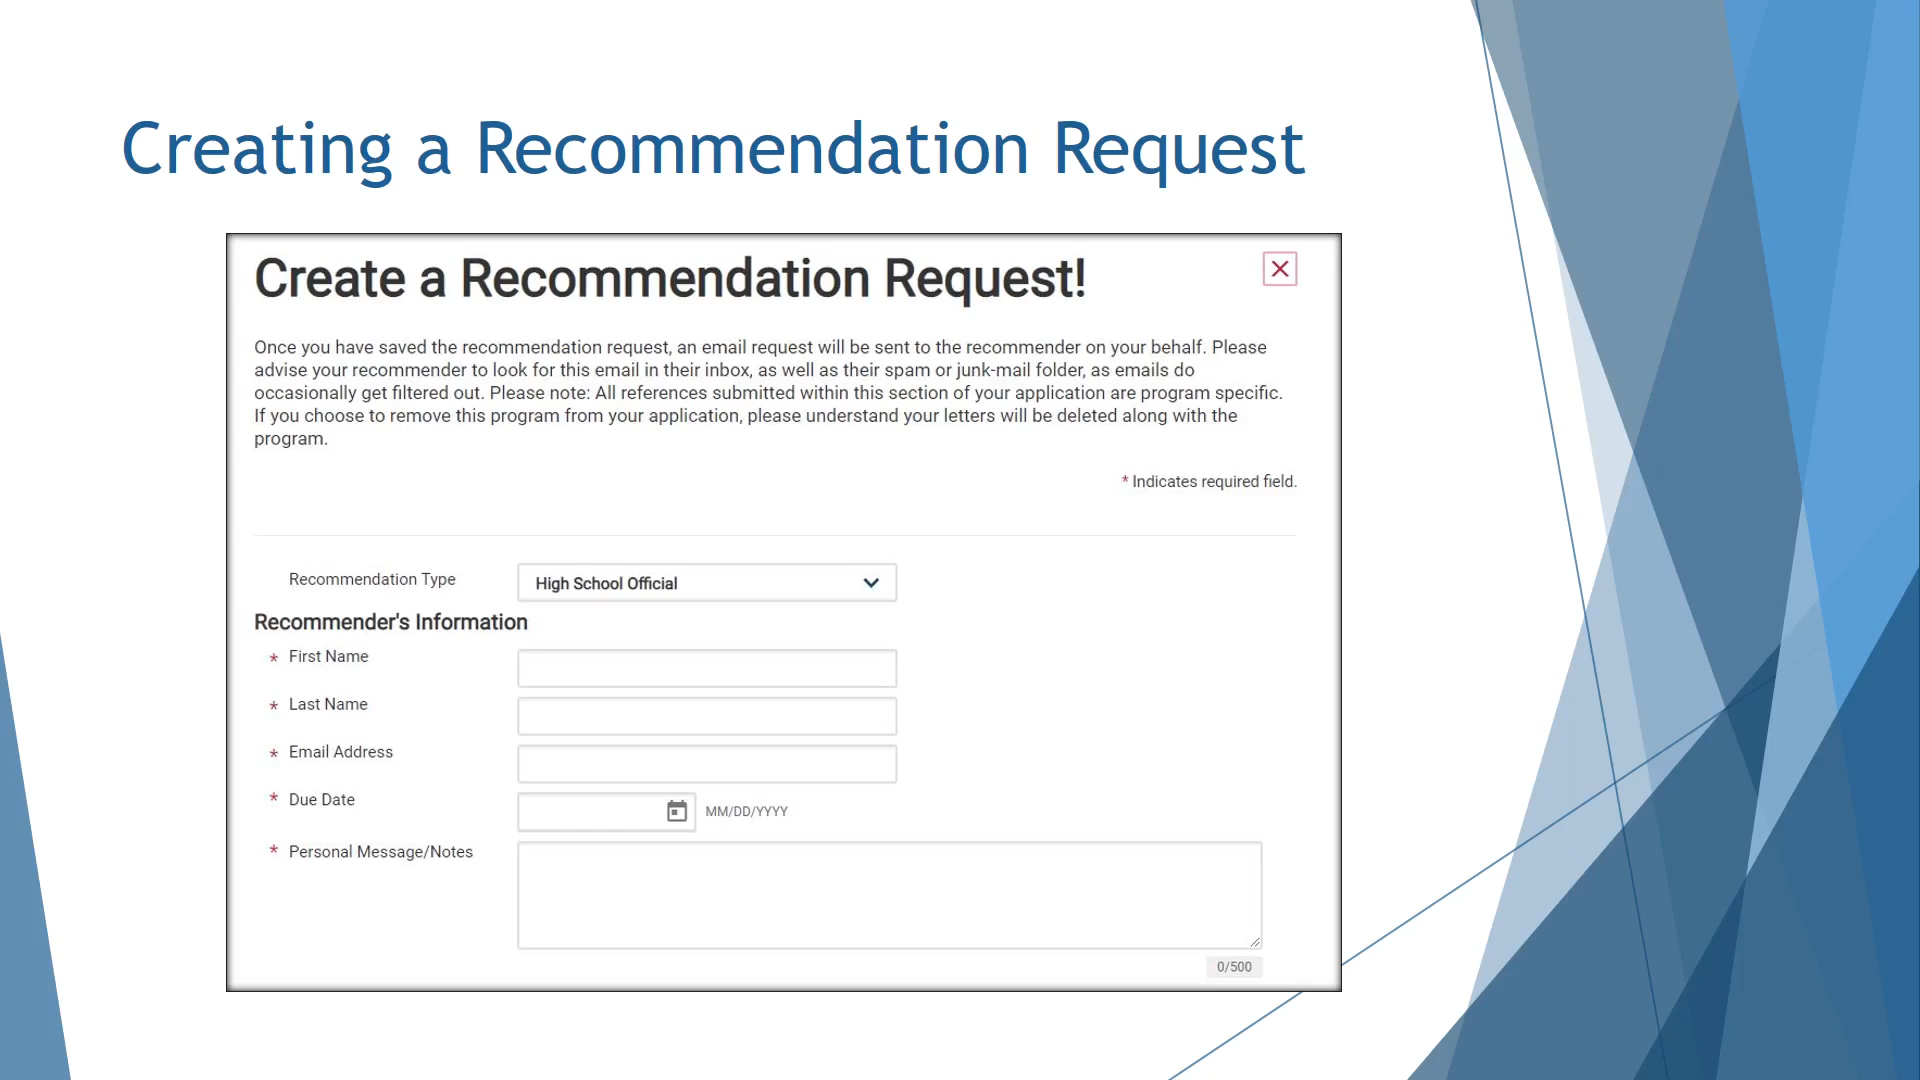 Creating a Recommendation Request
Create a Recommendation Request!
Once you have saved the recommendation request, an email request will be sent to the recommender on your behalf. Please
advise your recommender to look for this email in their inbox, as well as their spam or junk-mail folder, as emails do
occasionally get filtered out. Please note: All references submitted within this section of your application are program specific.
If you choose to remove this program from your application, please understand your letters will be deleted along with the
program.
* Indicates required field.
Recommendation Type High School Official
Recommender's Information
* First Name
* Last Name
* Email Address
* Due Date MM/DD/YYYY
* Personal Message/Notes
0/500